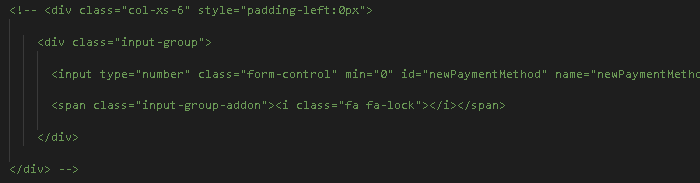 <!-- <div class="col-xs-6" style="padding-left:0px">
<div class="input-group">
<input type="number" class="form-control" min="0" id="newPaymentMethod" name="newPaymentMetho
<span class="input-group-addon"><i class="fa fa-lock"></i></span>
</div>
</div> -->